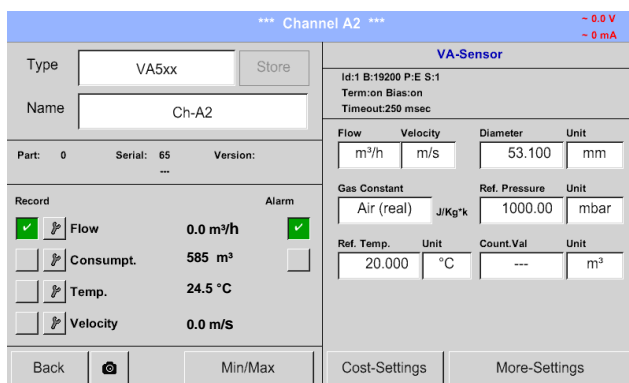 *** Channel A2 ***
~ 0.0 V
~ 0 mA
Type
VA5xx
Store
Name
Ch-A2
Part: 0 Serial: 65 Version:
---
Record Alarm
Flow 0.0 m³/h
Consumpt. 585 m³
Temp. 24.5 °C
Velocity 0.0 m/s
Back
Min/Max
VA-Sensor
Id:1 B:19200 P:E S:1
Term:on Bias:on
Timeout:250 msec
Flow Velocity Diameter Unit
m³/h m/s 53.100 mm
Gas Constant Ref. Pressure Unit
Air (real) J/Kg*k 1000.00 mbar
Ref. Temp. Unit Count.Val Unit
20.000 °C --- m³
Cost-Settings
More-Settings